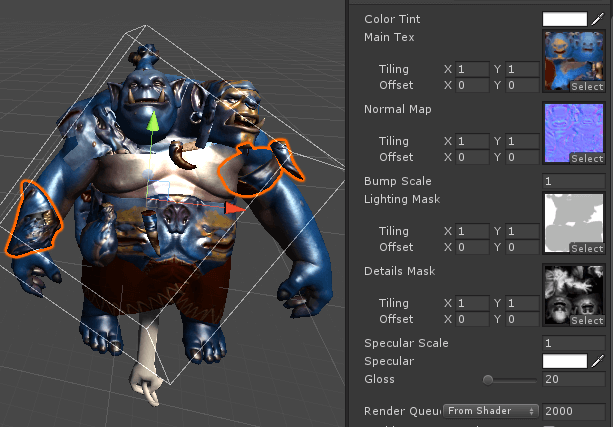 Color Tint
Main Tex
Tiling X 1 Y 1
Offset X 0 Y 0
Select
Normal Map
Tiling X 1 Y 1
Offset X 0 Y 0
Select
Bump Scale 1
Lighting Mask
Tiling X 1 Y 1
Offset X 0 Y 0
Select
Details Mask
Tiling X 1 Y 1
Offset X 0 Y 0
Select
Specular Scale 1
Specular
Gloss 20
Render Queu From Shader 2000